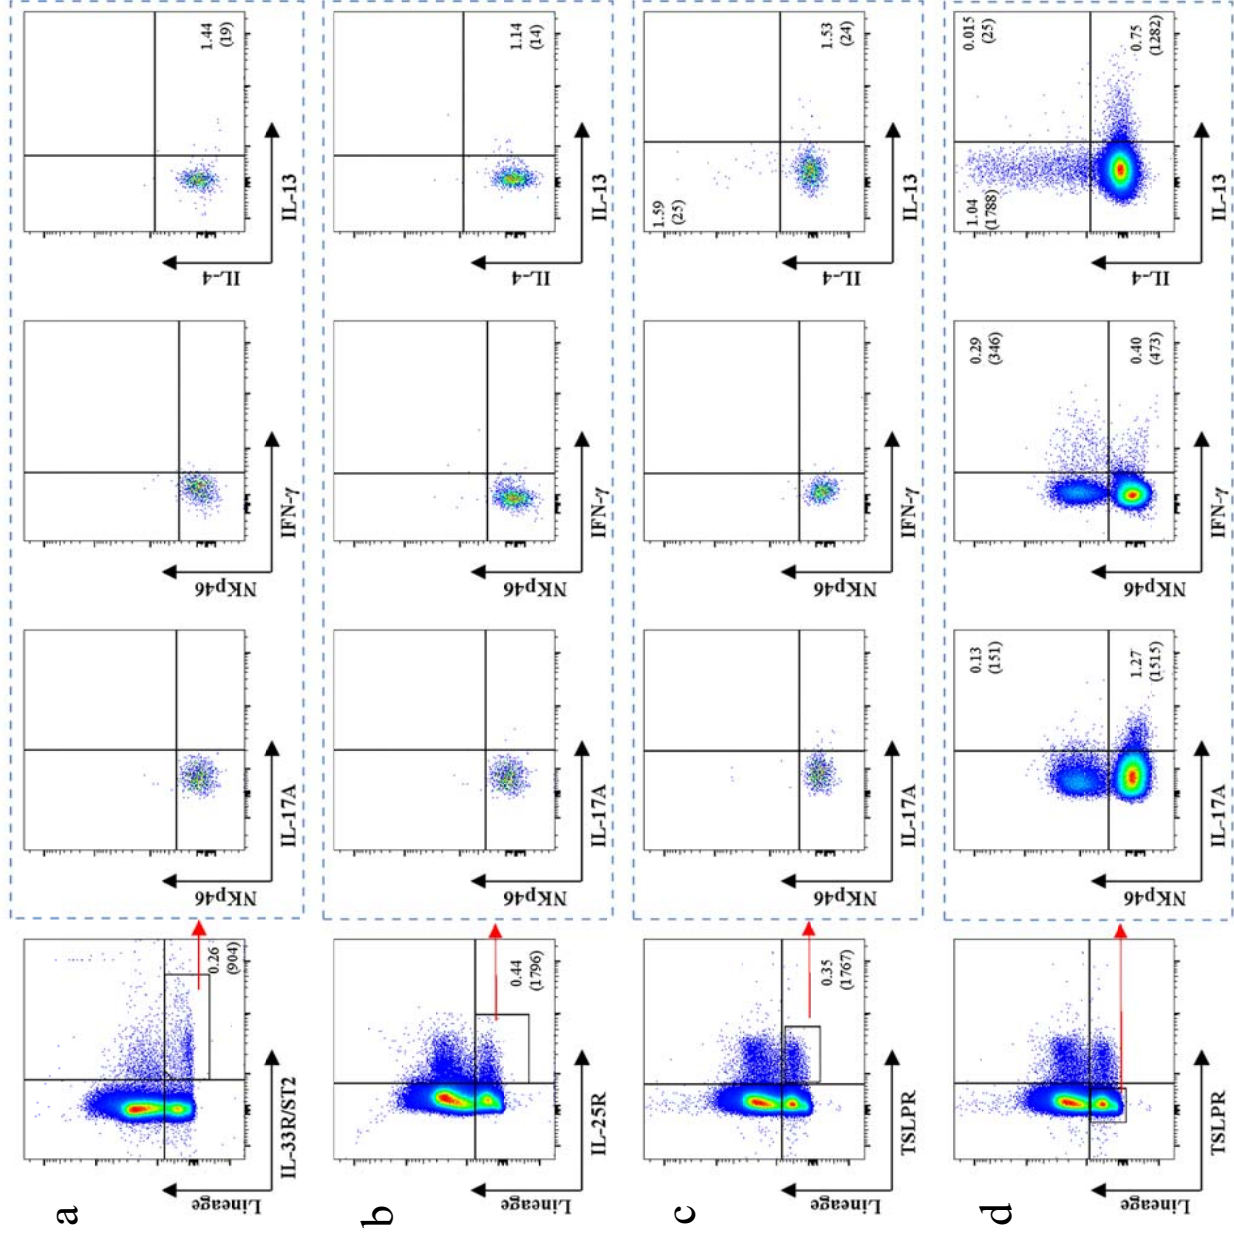 a
Lineage
IL-33R/ST2
0.26
(904)
NKp46
IL-17A
NKp46
IFN-γ
IL-4
IL-13
1.44
(19)
b
Lineage
IL-25R
0.44
(1796)
NKp46
IL-17A
NKp46
IFN-γ
IL-4
IL-13
1.14
(14)
c
Lineage
TSLPR
0.35
(1767)
NKp46
IL-17A
NKp46
IFN-γ
IL-4
IL-13
1.59
(25)
1.53
(24)
d
Lineage
TSLPR
NKp46
IL-17A
0.13
(151)
1.27
(1515)
NKp46
IFN-γ
0.29
(346)
0.40
(473)
IL-4
IL-13
1.04
(1788)
0.015
(25)
0.75
(1282)